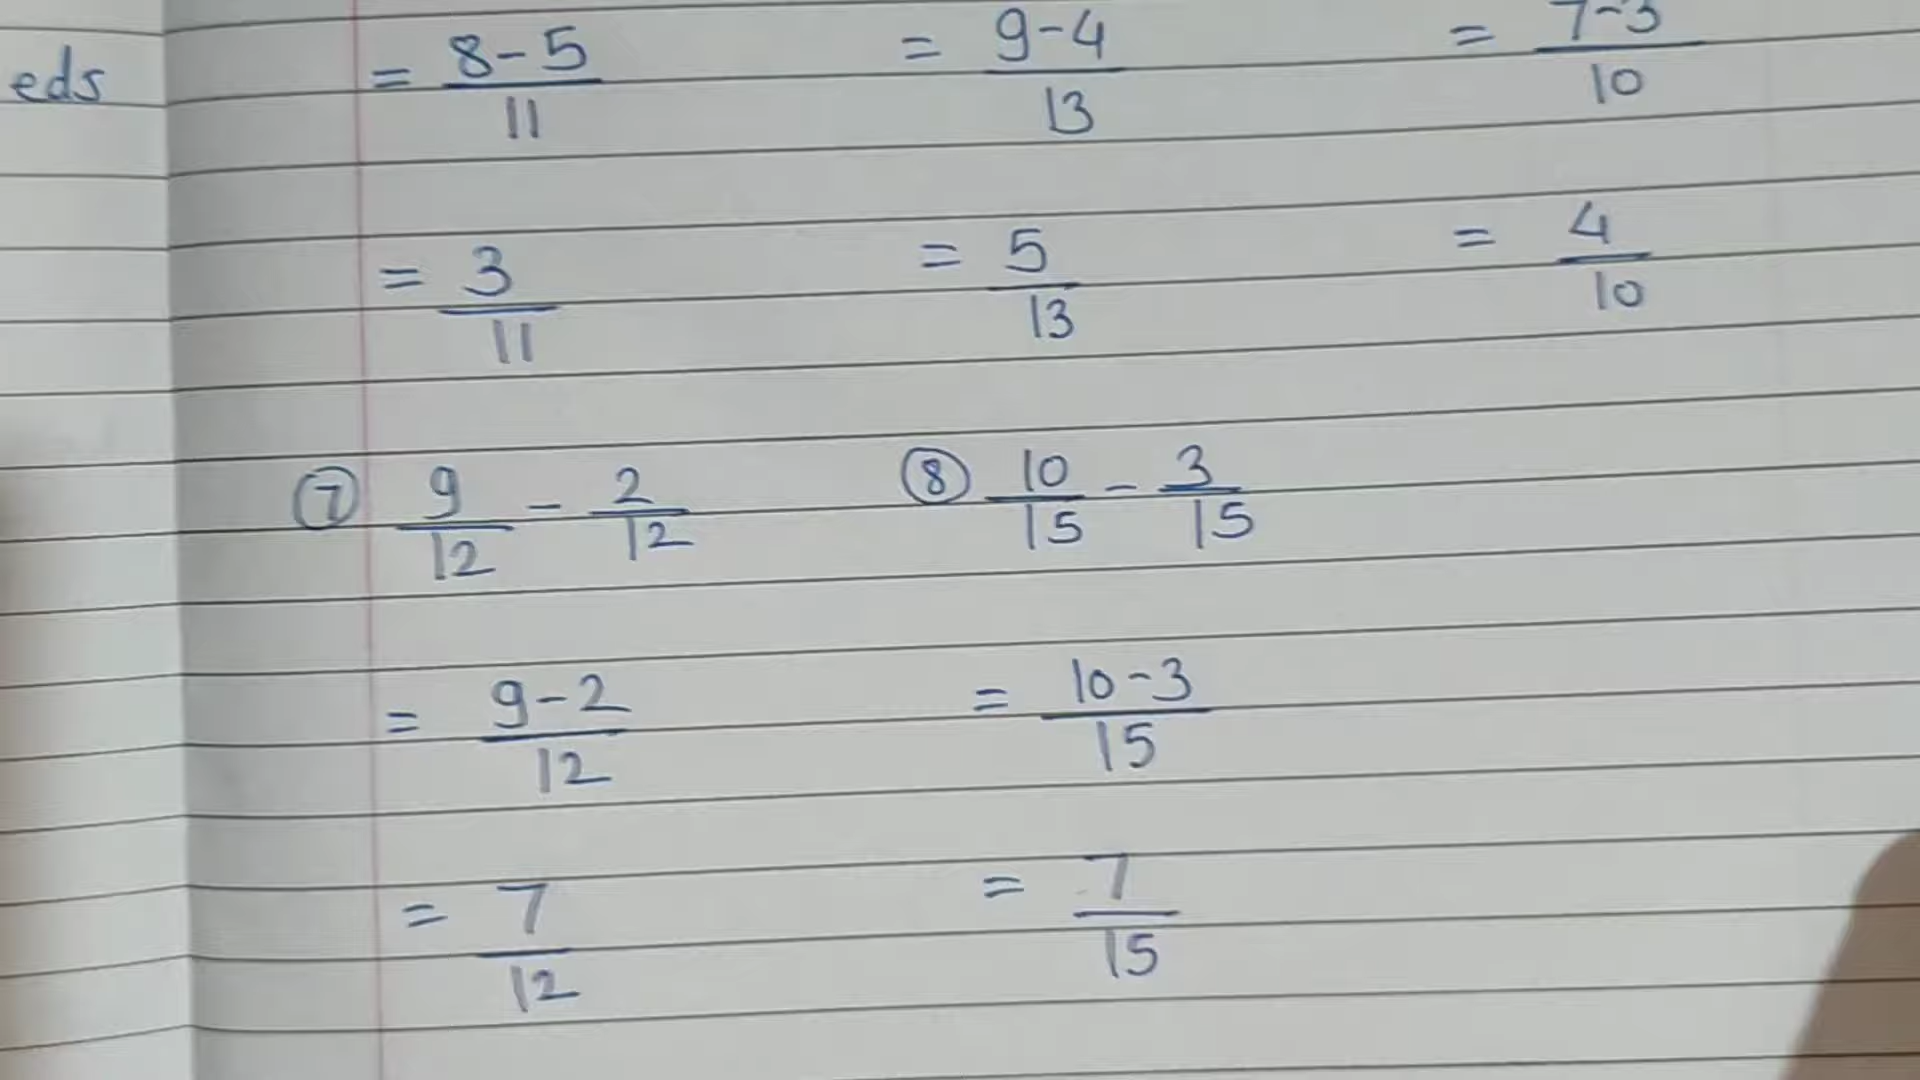 eds
= 8-5/11 = 9-4/13 = 7-3/10
= 3/11 = 5/13 = 4/10
⑦ 9/12 - 2/12 ⑧ 10/15 - 3/15
= 9-2/12 = 10-3/15
= 7/12 = 7/15